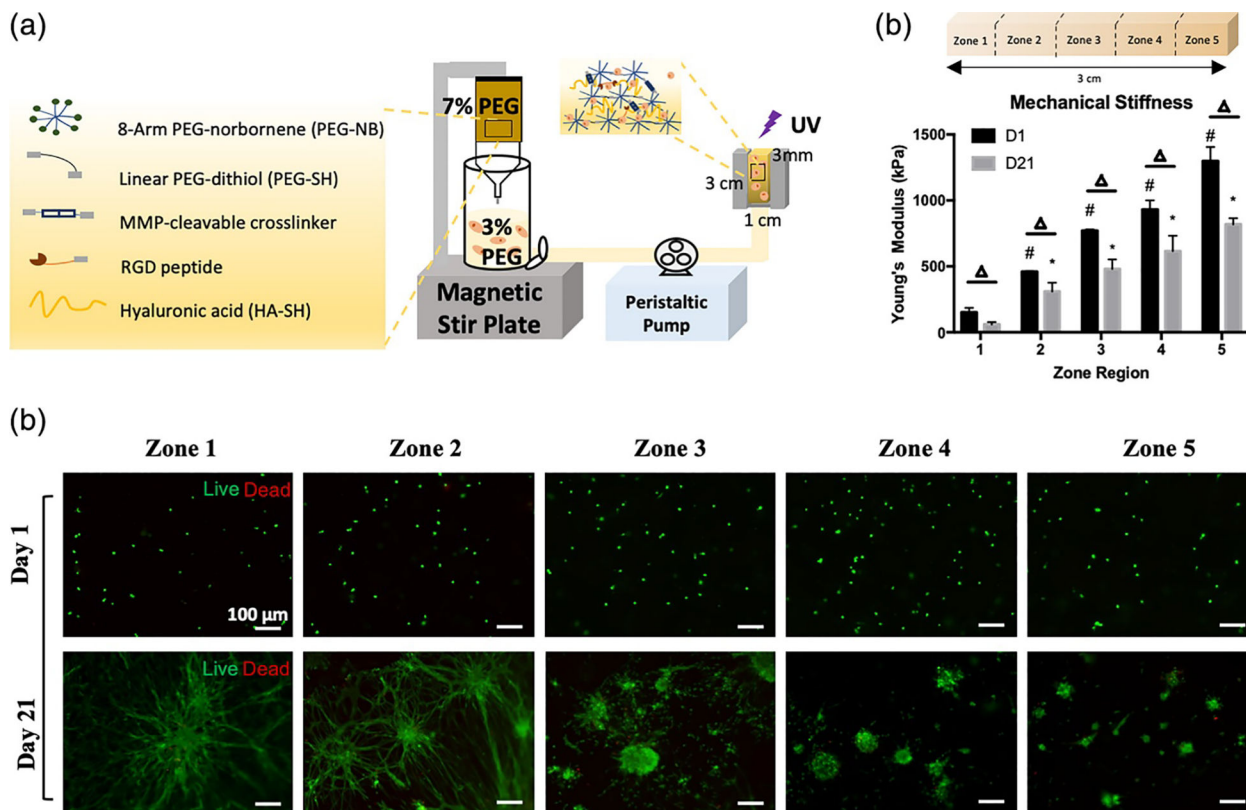 (a)
8-Arm PEG-norbornene (PEG-NB)
Linear PEG-dithiol (PEG-SH)
MMP-cleavable crosslinker
RGD peptide
Hyaluronic acid (HA-SH)
7% PEG
3%
PEG
Magnetic
Stir Plate
Peristaltic
Pump
UV
3mm
3 cm
1 cm
(b)
Zone 1 Zone 2 Zone 3 Zone 4 Zone 5
3 cm
Mechanical Stiffness
Young's Modulus (kPa)
1500
1000
500
0
D1
D21
Δ
# Δ *
# Δ *
# Δ *
# Δ *
1 2 3 4 5
Zone Region
(b)
Zone 1 Zone 2 Zone 3 Zone 4 Zone 5
Day 1
Live Dead
100 µm
Day 21
Live Dead